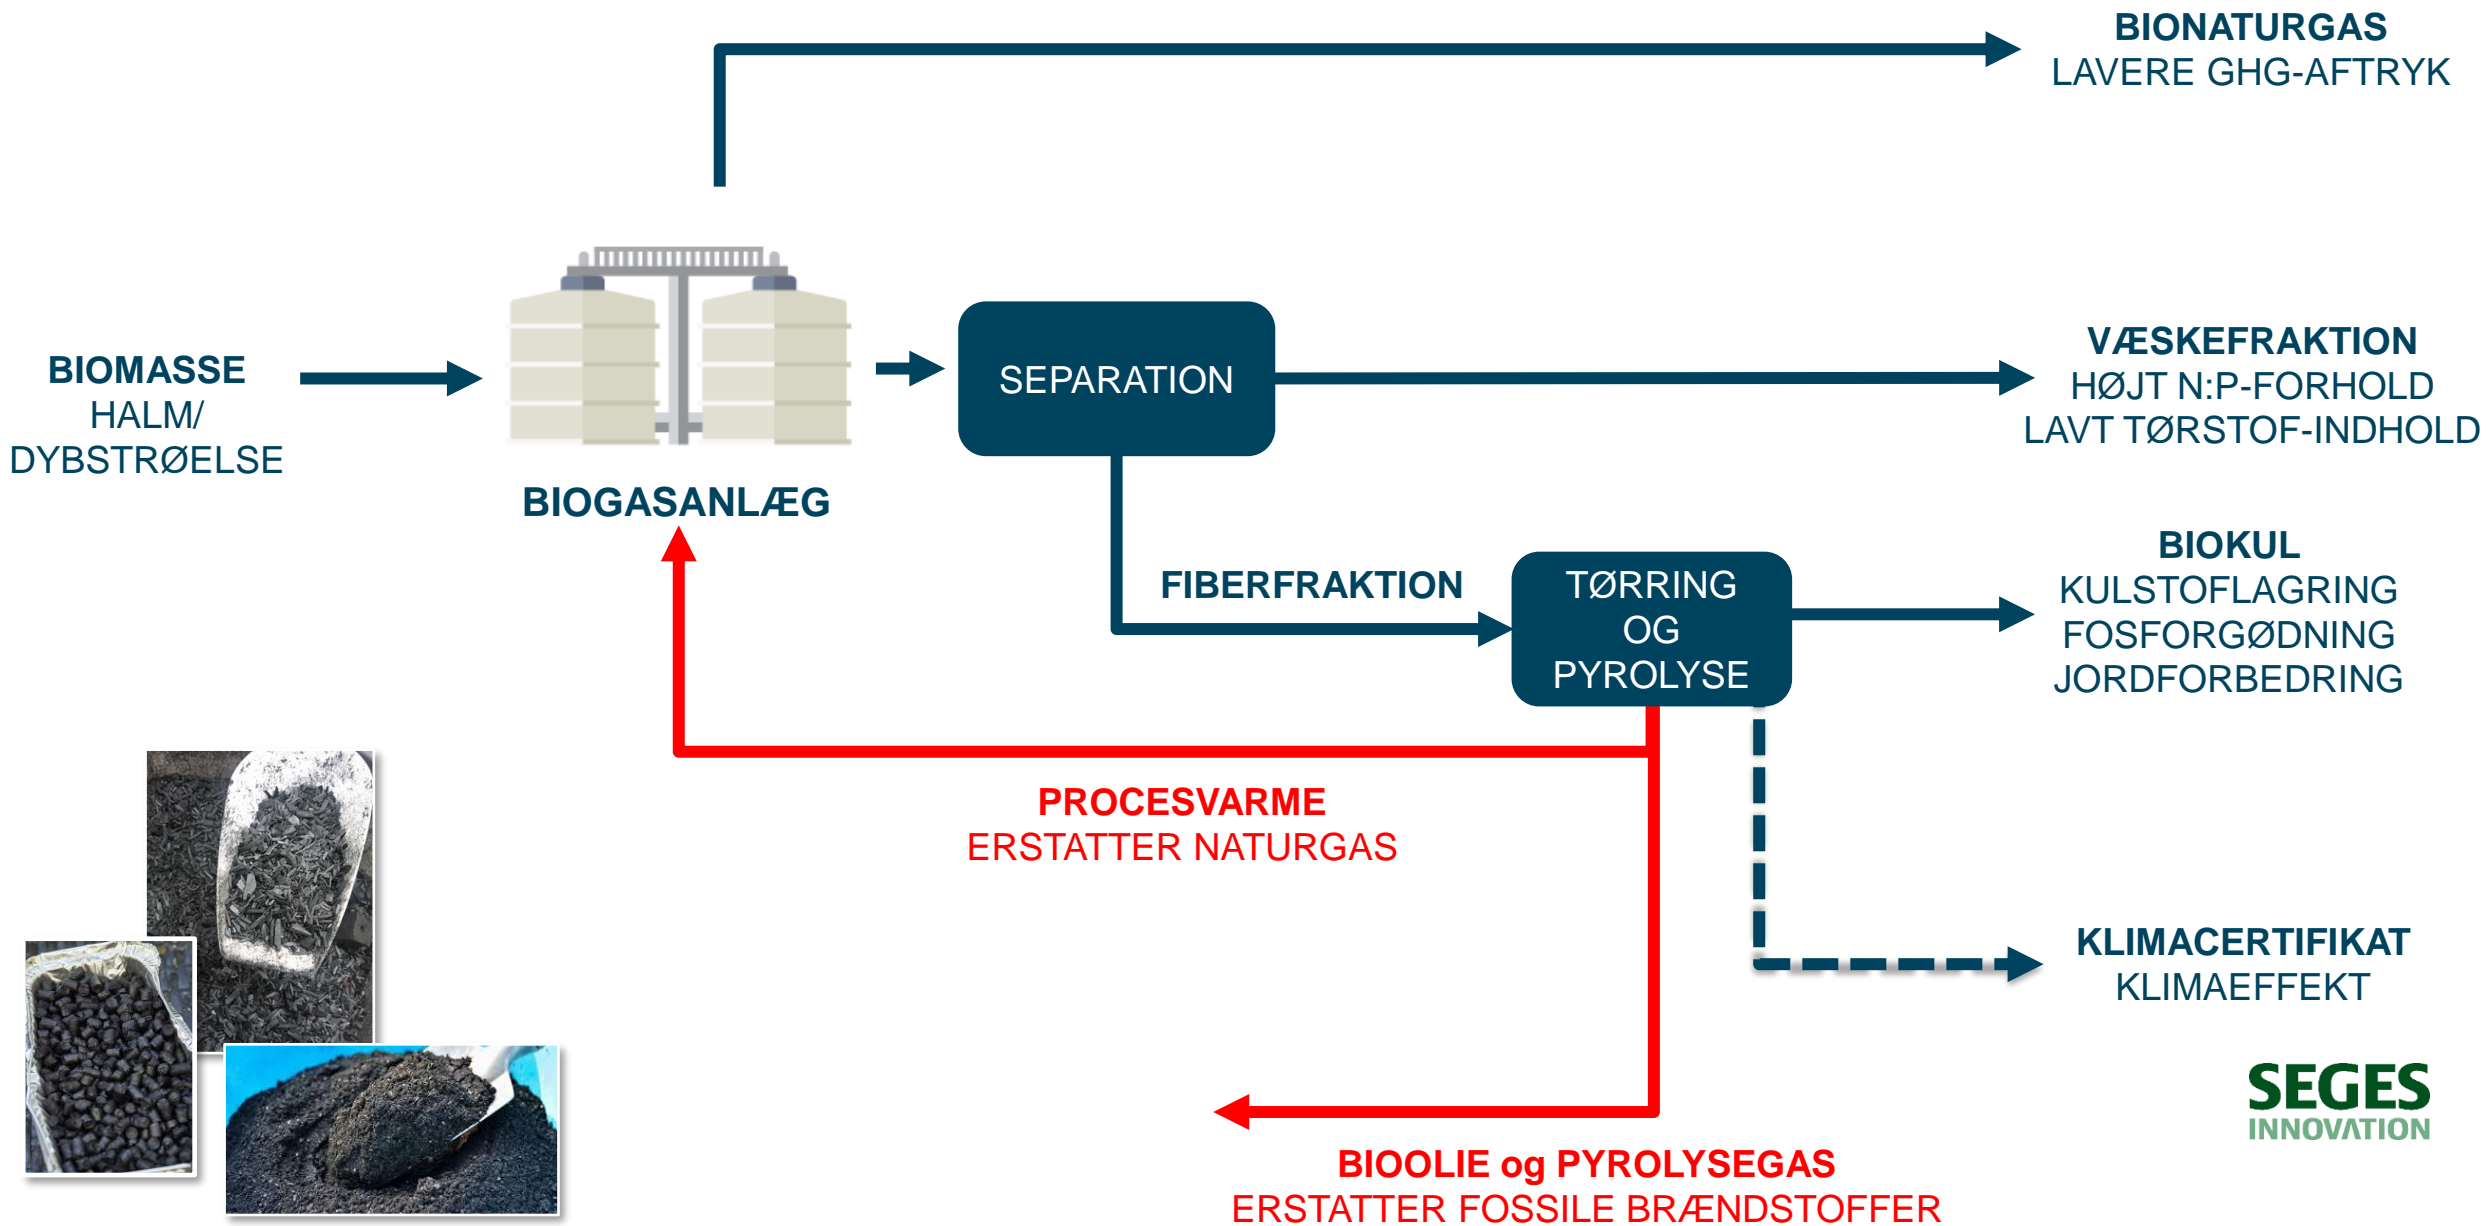 BIONATURGAS
LAVERE GHG-AFTRYK
BIOMASSE
HALM/
DYBSTRØELSE
BIOGASANLÆG
SEPARATION
VÆSKEFRAKTION
HØJT N:P-FORHOLD
LAVT TØRSTOF-INDHOLD
FIBERFRAKTION
TØRRING
OG
PYROLYSE
BIOKUL
KULSTOFLAGRING
FOSFORGØDNING
JORDFORBEDRING
PROCESVARME
ERSTATTER NATURGAS
KLIMACERTIFIKAT
KLIMAEFFEKT
BIOOLIE og PYROLYSEGAS
ERSTATTER FOSSILE BRÆNDSTOFFER
SEGES
INNOVATION